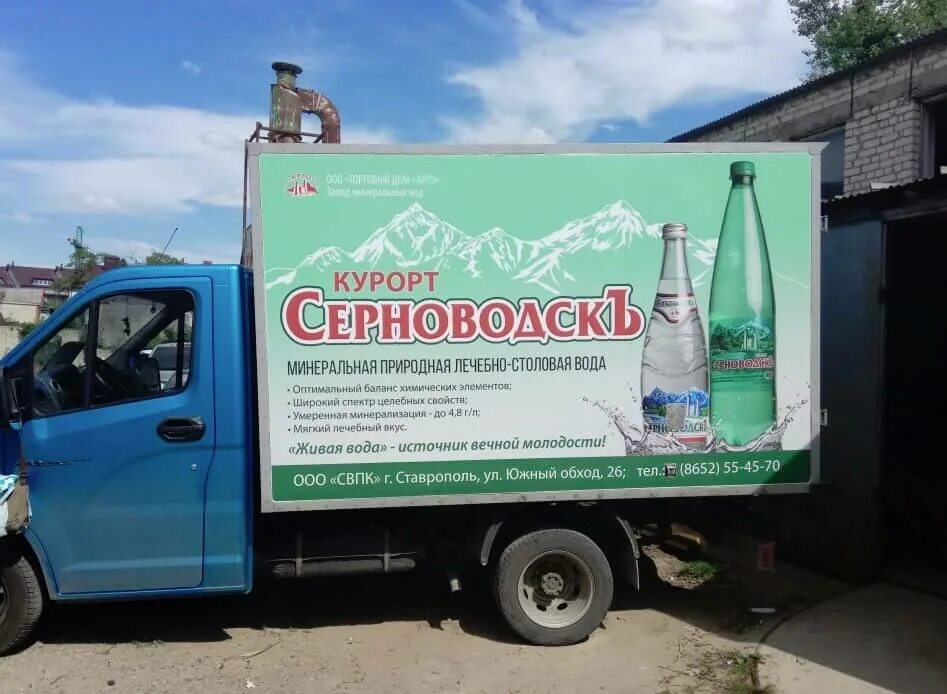 ООО «ТОРГОВЫЙ ДОМ «АРГО»
Завод минеральных вод
КУРОРТ
СЕРНОВОДСКЪ
МИНЕРАЛЬНАЯ ПРИРОДНАЯ ЛЕЧЕБНО-СТОЛОВАЯ ВОДА
• Оптимальный баланс химических элементов;
• Широкий спектр целебных свойств;
• Умеренная минерализация - до 4,8 г/л;
• Мягкий лечебный вкус.
«Живая вода» - источник вечной молодости!
ООО «СВПК» г. Ставрополь, ул. Южный обход, 26; тел.: (8652) 55-45-70
СЕРНОВОДСКЪ
СЕРНОВОДСКЪ